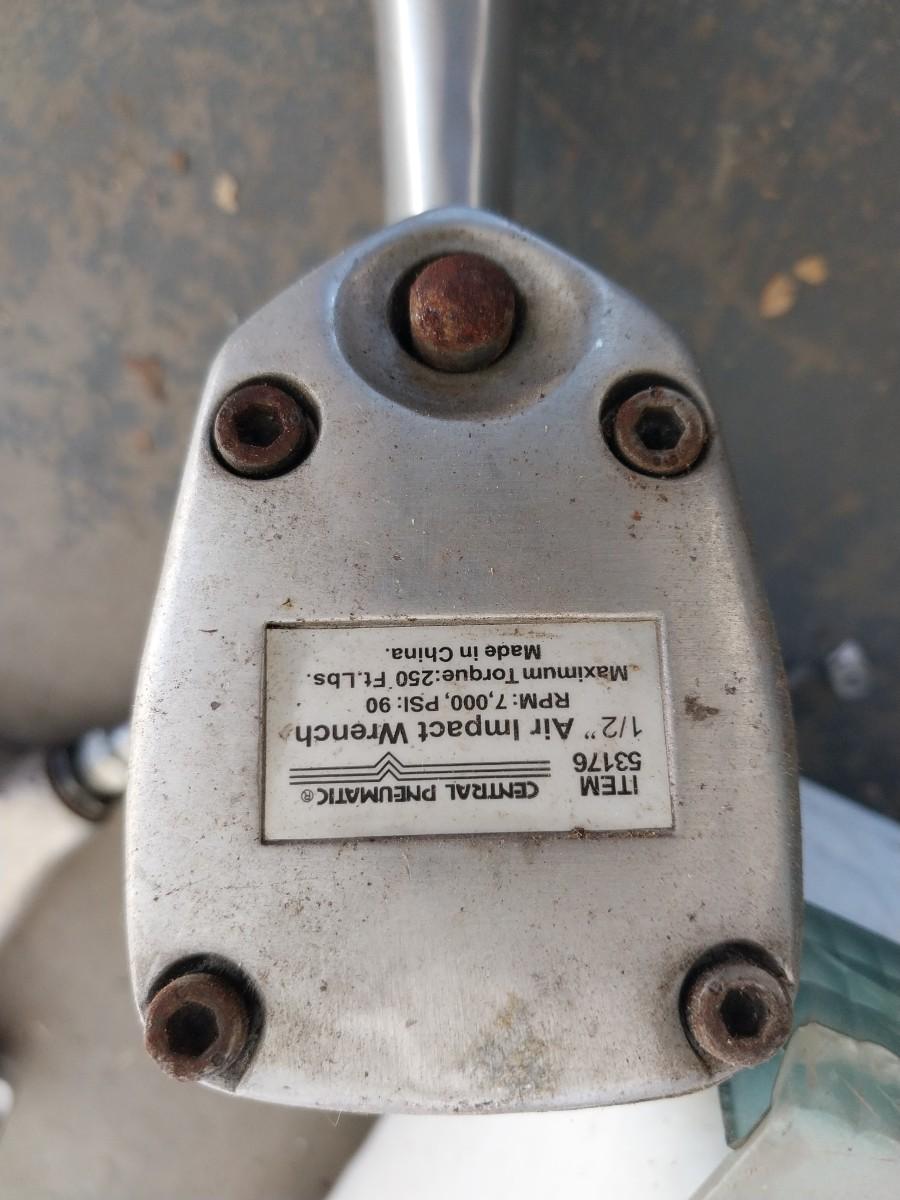 ITEM CENTRAL PNEUMATIC®
53176
1/2” Air Impact Wrench
RPM:7,000, PSI:90
Maximum Torque:250 Ft.Lbs.
Made in China.